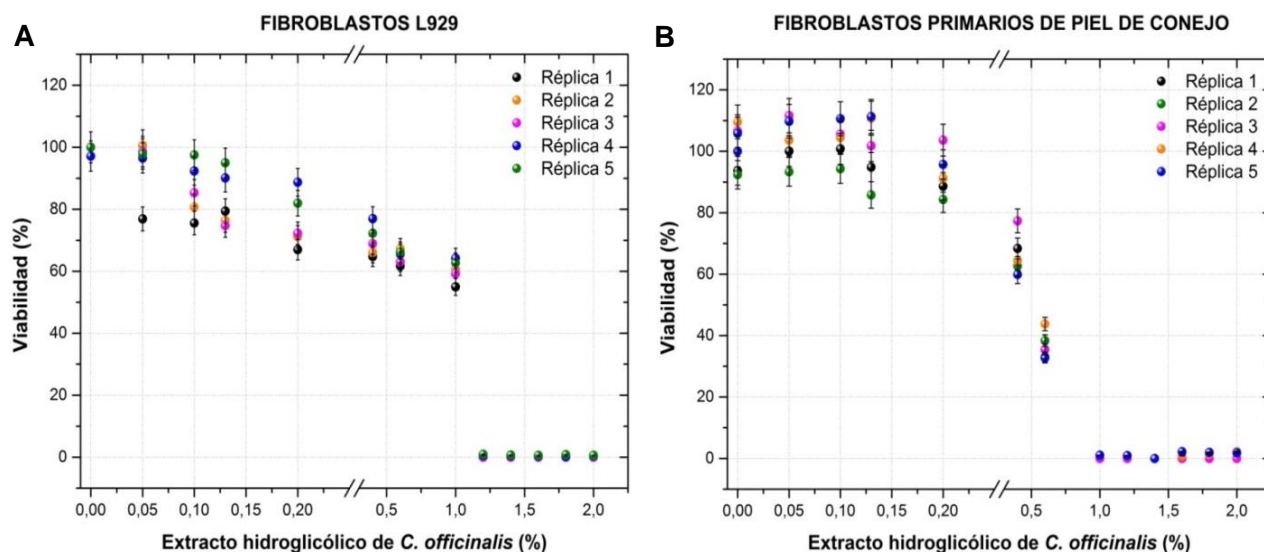 A
FIBROBLASTOS L929
Réplica 1
Réplica 2
Réplica 3
Réplica 4
Réplica 5
Viabilidad (%)
120
100
80
60
40
20
0
0,00 0,05 0,10 0,15 0,20 0,5 1,0 1,5 2,0
Extracto hidroglicólico de C. officinalis (%)
B
FIBROBLASTOS PRIMARIOS DE PIEL DE CONEJO
Réplica 1
Réplica 2
Réplica 3
Réplica 4
Réplica 5
Viabilidad (%)
120
100
80
60
40
20
0
0,00 0,05 0,10 0,15 0,20 0,5 1,0 1,5 2,0
Extracto hidroglicólico de C. officinalis (%)